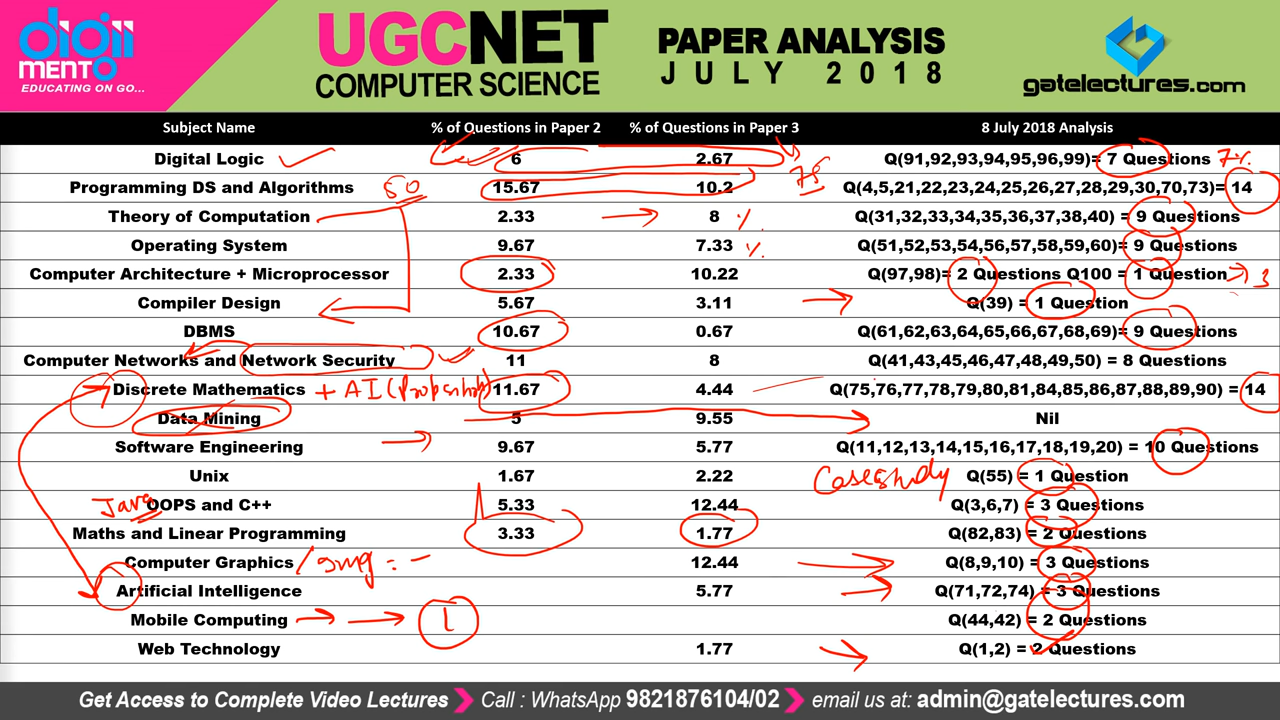 digii
MENTO
EDUCATING ON GO...
UGCNET
COMPUTER SCIENCE
PAPER ANALYSIS
JULY 2018
gatelectures.com
Subject Name % of Questions in Paper 2 % of Questions in Paper 3 8 July 2018 Analysis
Digital Logic 6 2.67 Q(91,92,93,94,95,96,99)= 7 Questions 7%
50 75
Programming DS and Algorithms 15.67 10.2 Q(4,5,21,22,23,24,25,26,27,28,29,30,70,73)= 14
Theory of Computation 2.33 8 % Q(31,32,33,34,35,36,37,38,40) = 9 Questions
Operating System 9.67 7.33 % Q(51,52,53,54,56,57,58,59,60)= 9 Questions
Computer Architecture + Microprocessor 2.33 10.22 Q(97,98)= 2 Questions Q100 = 1 Question 3
Compiler Design 5.67 3.11 Q(39) = 1 Question
DBMS 10.67 0.67 Q(61,62,63,64,65,66,67,68,69)= 9 Questions
Computer Networks and Network Security 11 8 Q(41,43,45,46,47,48,49,50) = 8 Questions
Discrete Mathematics + AI 11.67 4.44 Q(75,76,77,78,79,80,81,84,85,86,87,88,89,90) = 14
Data Mining 5 9.55 Nil
Software Engineering 9.67 5.77 Q(11,12,13,14,15,16,17,18,19,20) = 10 Questions
Unix 1.67 2.22 Casestudy Q(55) = 1 Question
Java
OOPS and C++ 5.33 12.44 Q(3,6,7) = 3 Questions
Maths and Linear Programming 3.33 1.77 Q(82,83) = 2 Questions
Computer Graphics / 12.44 Q(8,9,10) = 3 Questions
Artificial Intelligence 5.77 Q(71,72,74) = 3 Questions
Mobile Computing 1 Q(44,42) = 2 Questions
Web Technology 1.77 Q(1,2) = 2 Questions
Get Access to Complete Video Lectures Call : WhatsApp 9821876104/02 email us at: admin@gatelectures.com